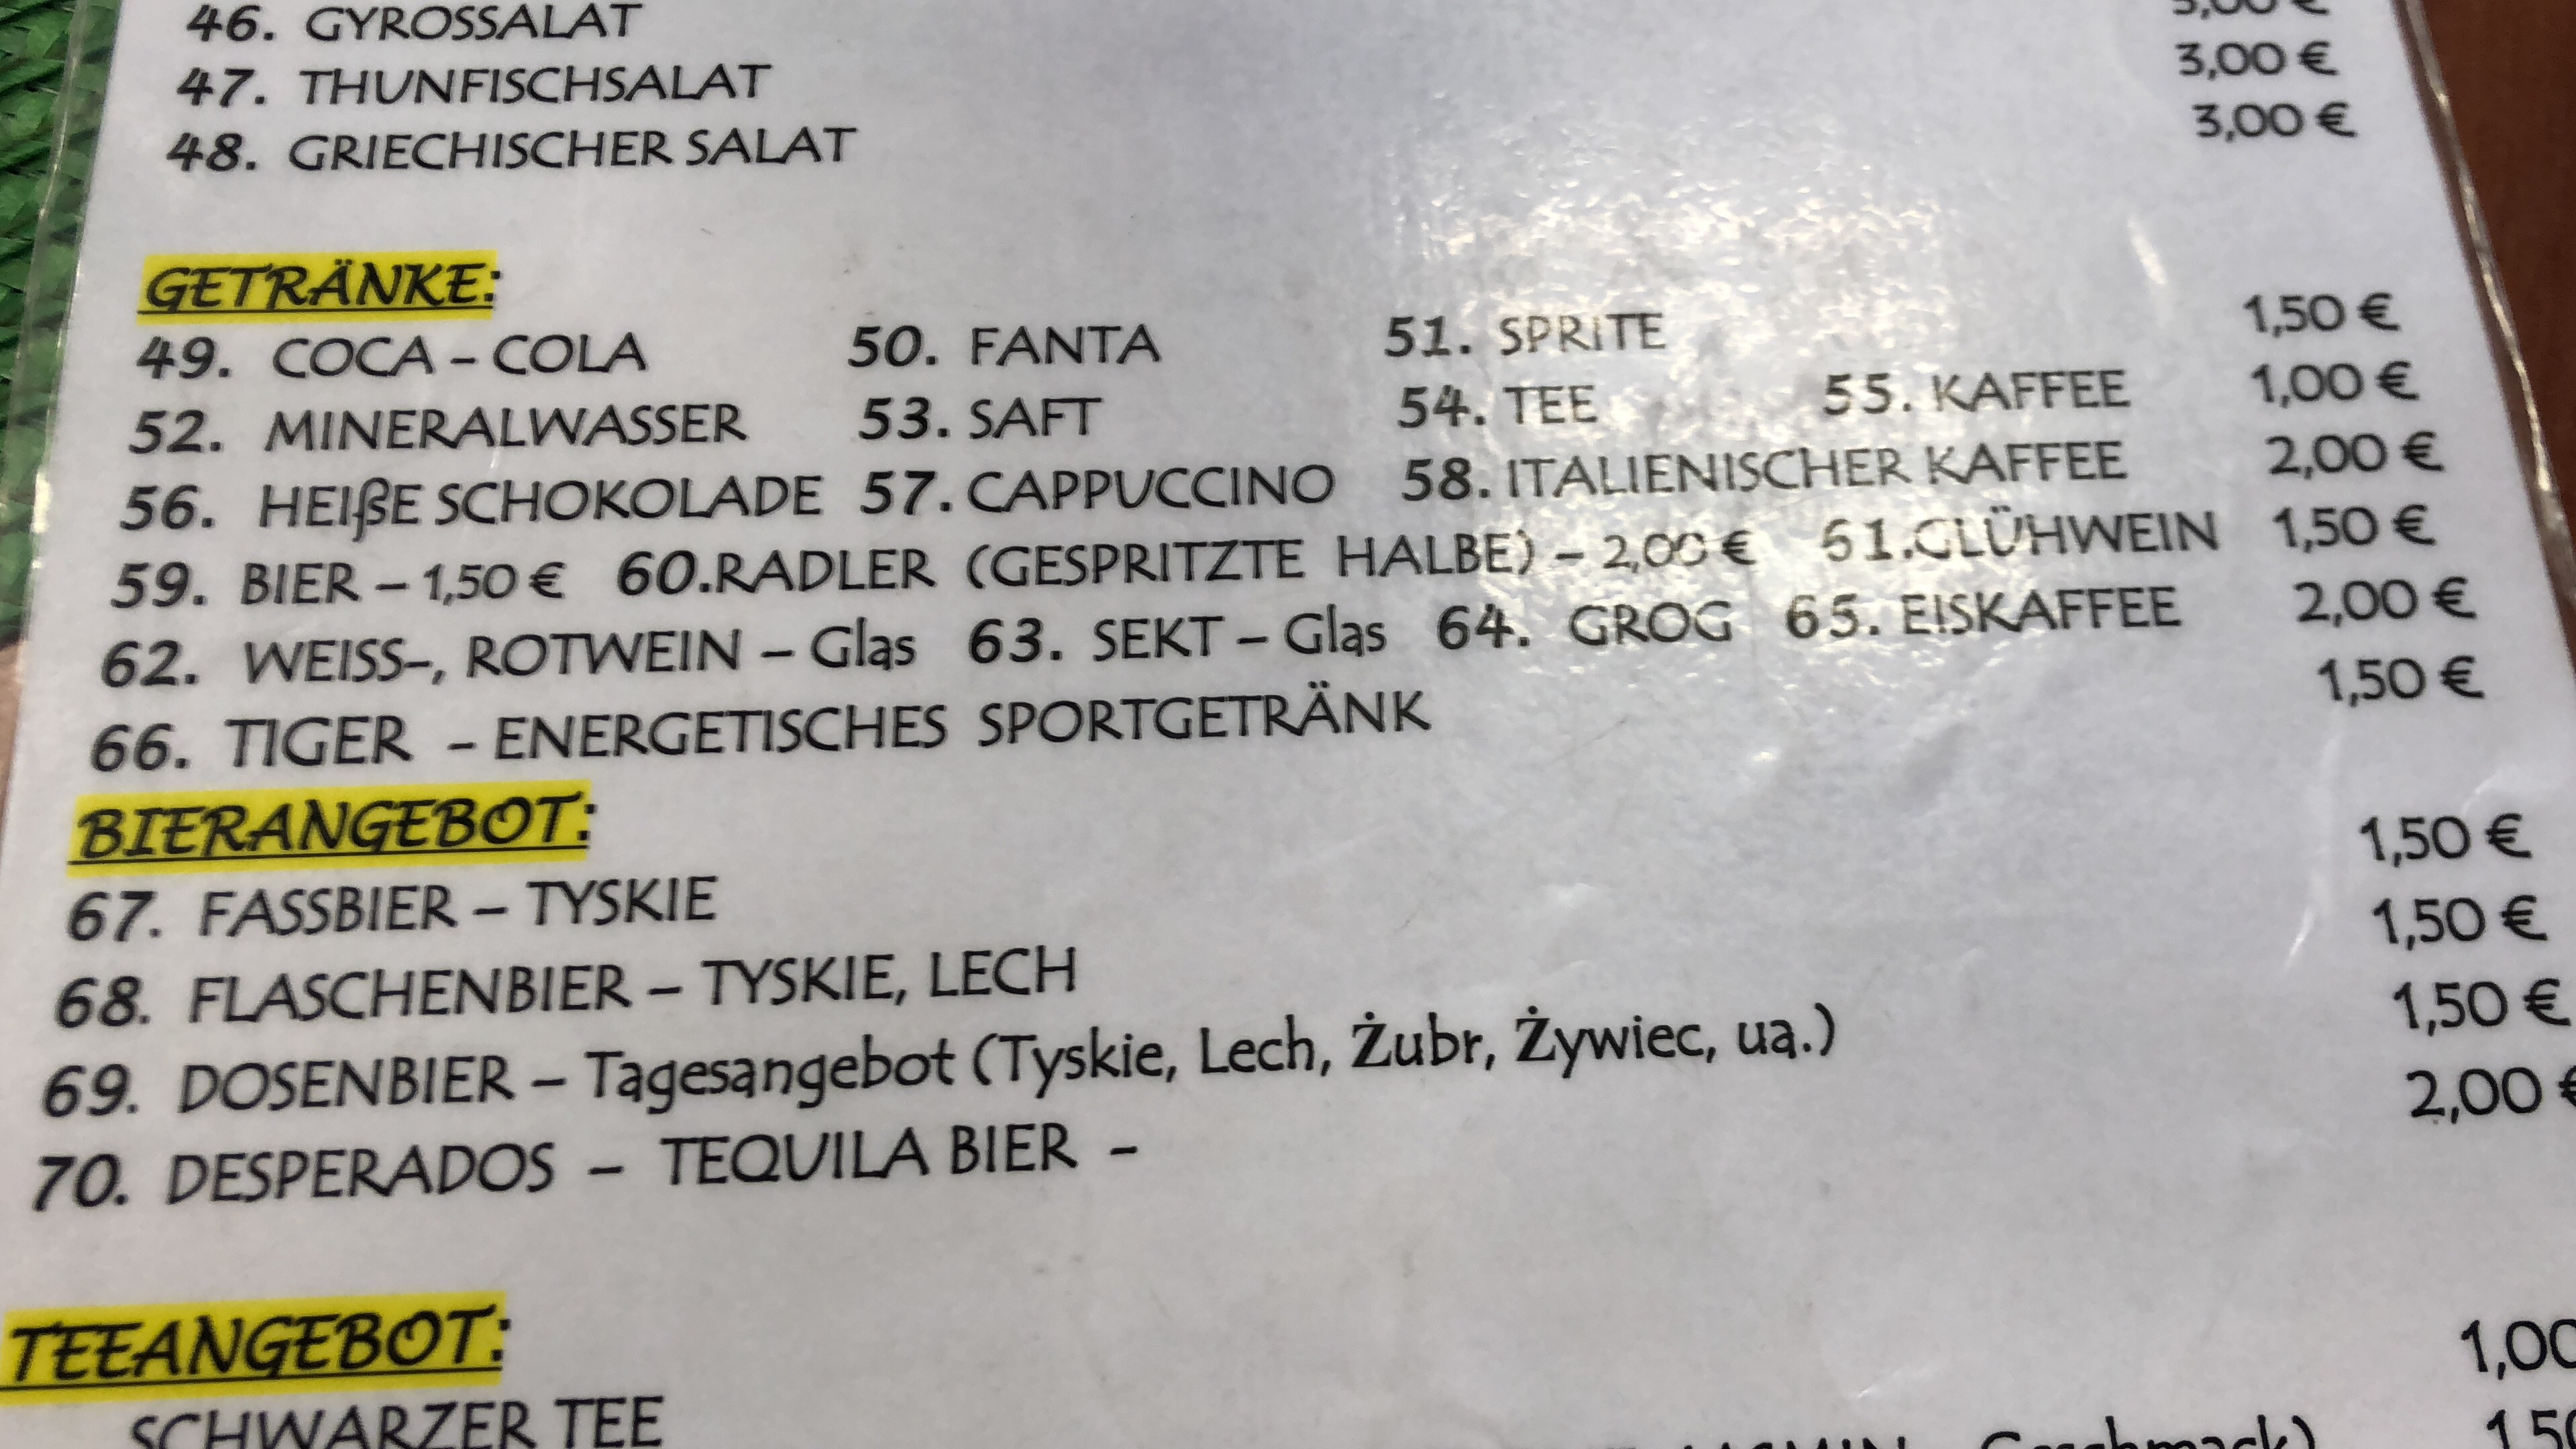 46. GYROSSALAT 3,00 €
47. THUNFISCHSALAT 3,00 €
48. GRIECHISCHER SALAT 3,00 €
GETRÄNKE:
49. COCA – COLA 50. FANTA 51. SPRITE 1,50 €
52. MINERALWASSER 53. SAFT 54. TEE 55. KAFFEE 1,00 €
56. HEIßE SCHOKOLADE 57. CAPPUCCINO 58. ITALIENISCHER KAFFEE 2,00 €
59. BIER – 1,50 € 60.RADLER (GESPRITZTE HALBE) – 2,00 € 61.GLÜHWEIN 1,50 €
62. WEISS–, ROTWEIN – Glas 63. SEKT – Glas 64. GROG 65. EISKAFFEE 2,00 €
66. TIGER – ENERGETISCHES SPORTGETRÄNK 1,50 €
BIERANGEBOT:
67. FASSBIER – TYSKIE 1,50 €
68. FLASCHENBIER – TYSKIE, LECH 1,50 €
69. DOSENBIER – Tagesangebot (Tyskie, Lech, Żubr, Żywiec, ua.) 1,50 €
70. DESPERADOS – TEQUILA BIER – 2,00 €
TEEANGEBOT:
SCHWARZER TEE 1,00
Geschmack)